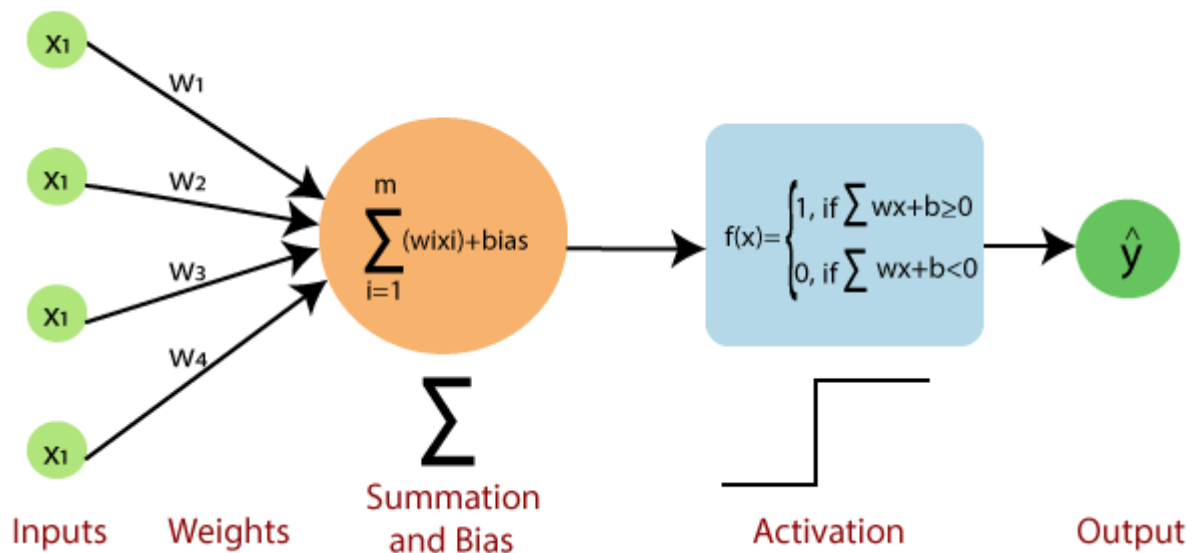 x1
w1
x1
w2
x1
w3
x1
w4
m
∑(wixi)+bias
i=1
f(x)={1, if ∑ wx+b≥0
0, if ∑ wx+b<0
ŷ
∑
Inputs
Weights
Summation
and Bias
Activation
Output